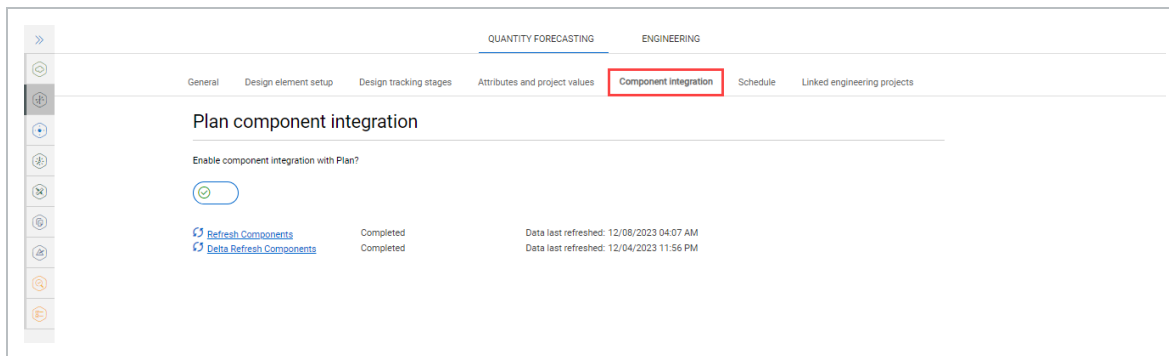 QUANTITY FORECASTING ENGINEERING
General Design element setup Design tracking stages Attributes and project values Component integration Schedule Linked engineering projects
Plan component integration
Enable component integration with Plan?
Refresh Components Completed Data last refreshed: 12/08/2023 04:07 AM
Delta Refresh Components Completed Data last refreshed: 12/04/2023 11:56 PM